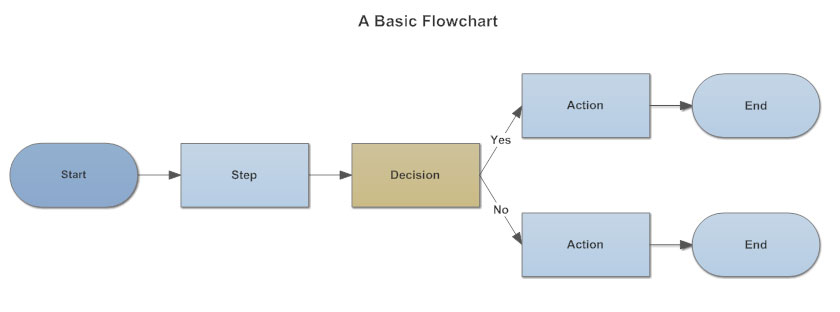 A Basic Flowchart
Start
Step
Decision
Yes
Action
End
No
Action
End